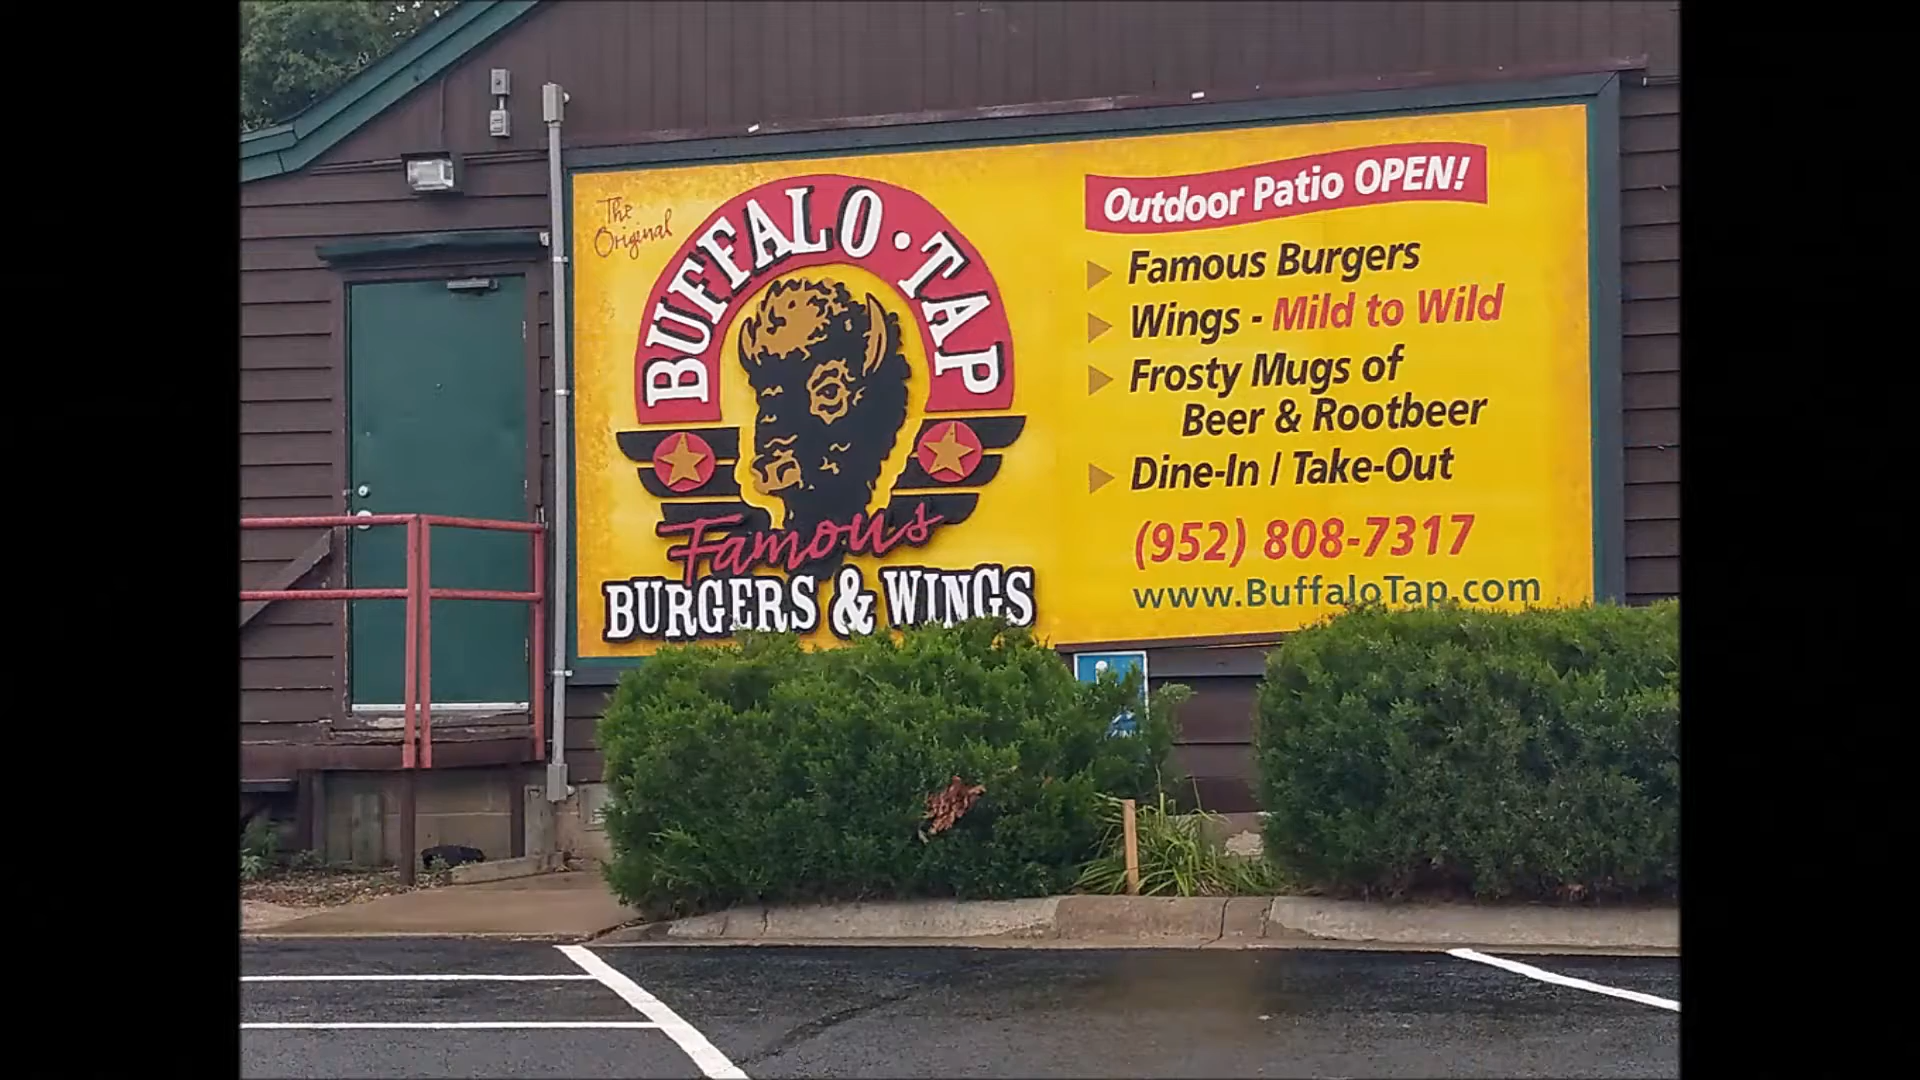 The
Original
BUFFALO · TAP
Famous
BURGERS & WINGS
Outdoor Patio OPEN!
Famous Burgers
Wings - Mild to Wild
Frosty Mugs of
Beer & Rootbeer
Dine-In / Take-Out
(952) 808-7317
www.BuffaloTap.com